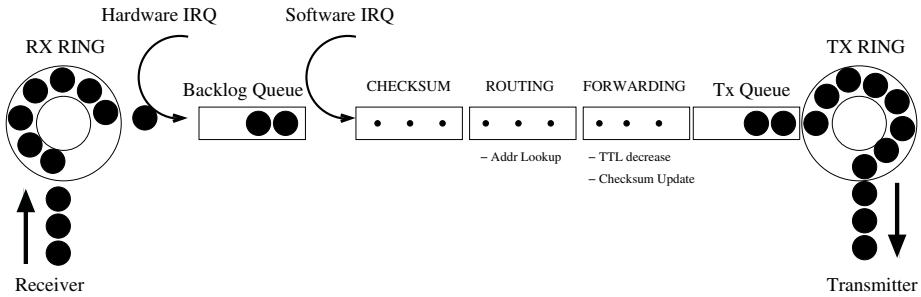 Hardware IRQ
Software IRQ
RX RING
TX RING
Backlog Queue
CHECKSUM
ROUTING
FORWARDING
Tx Queue
– Addr Lookup
– TTL decrease
– Checksum Update
Receiver
Transmitter